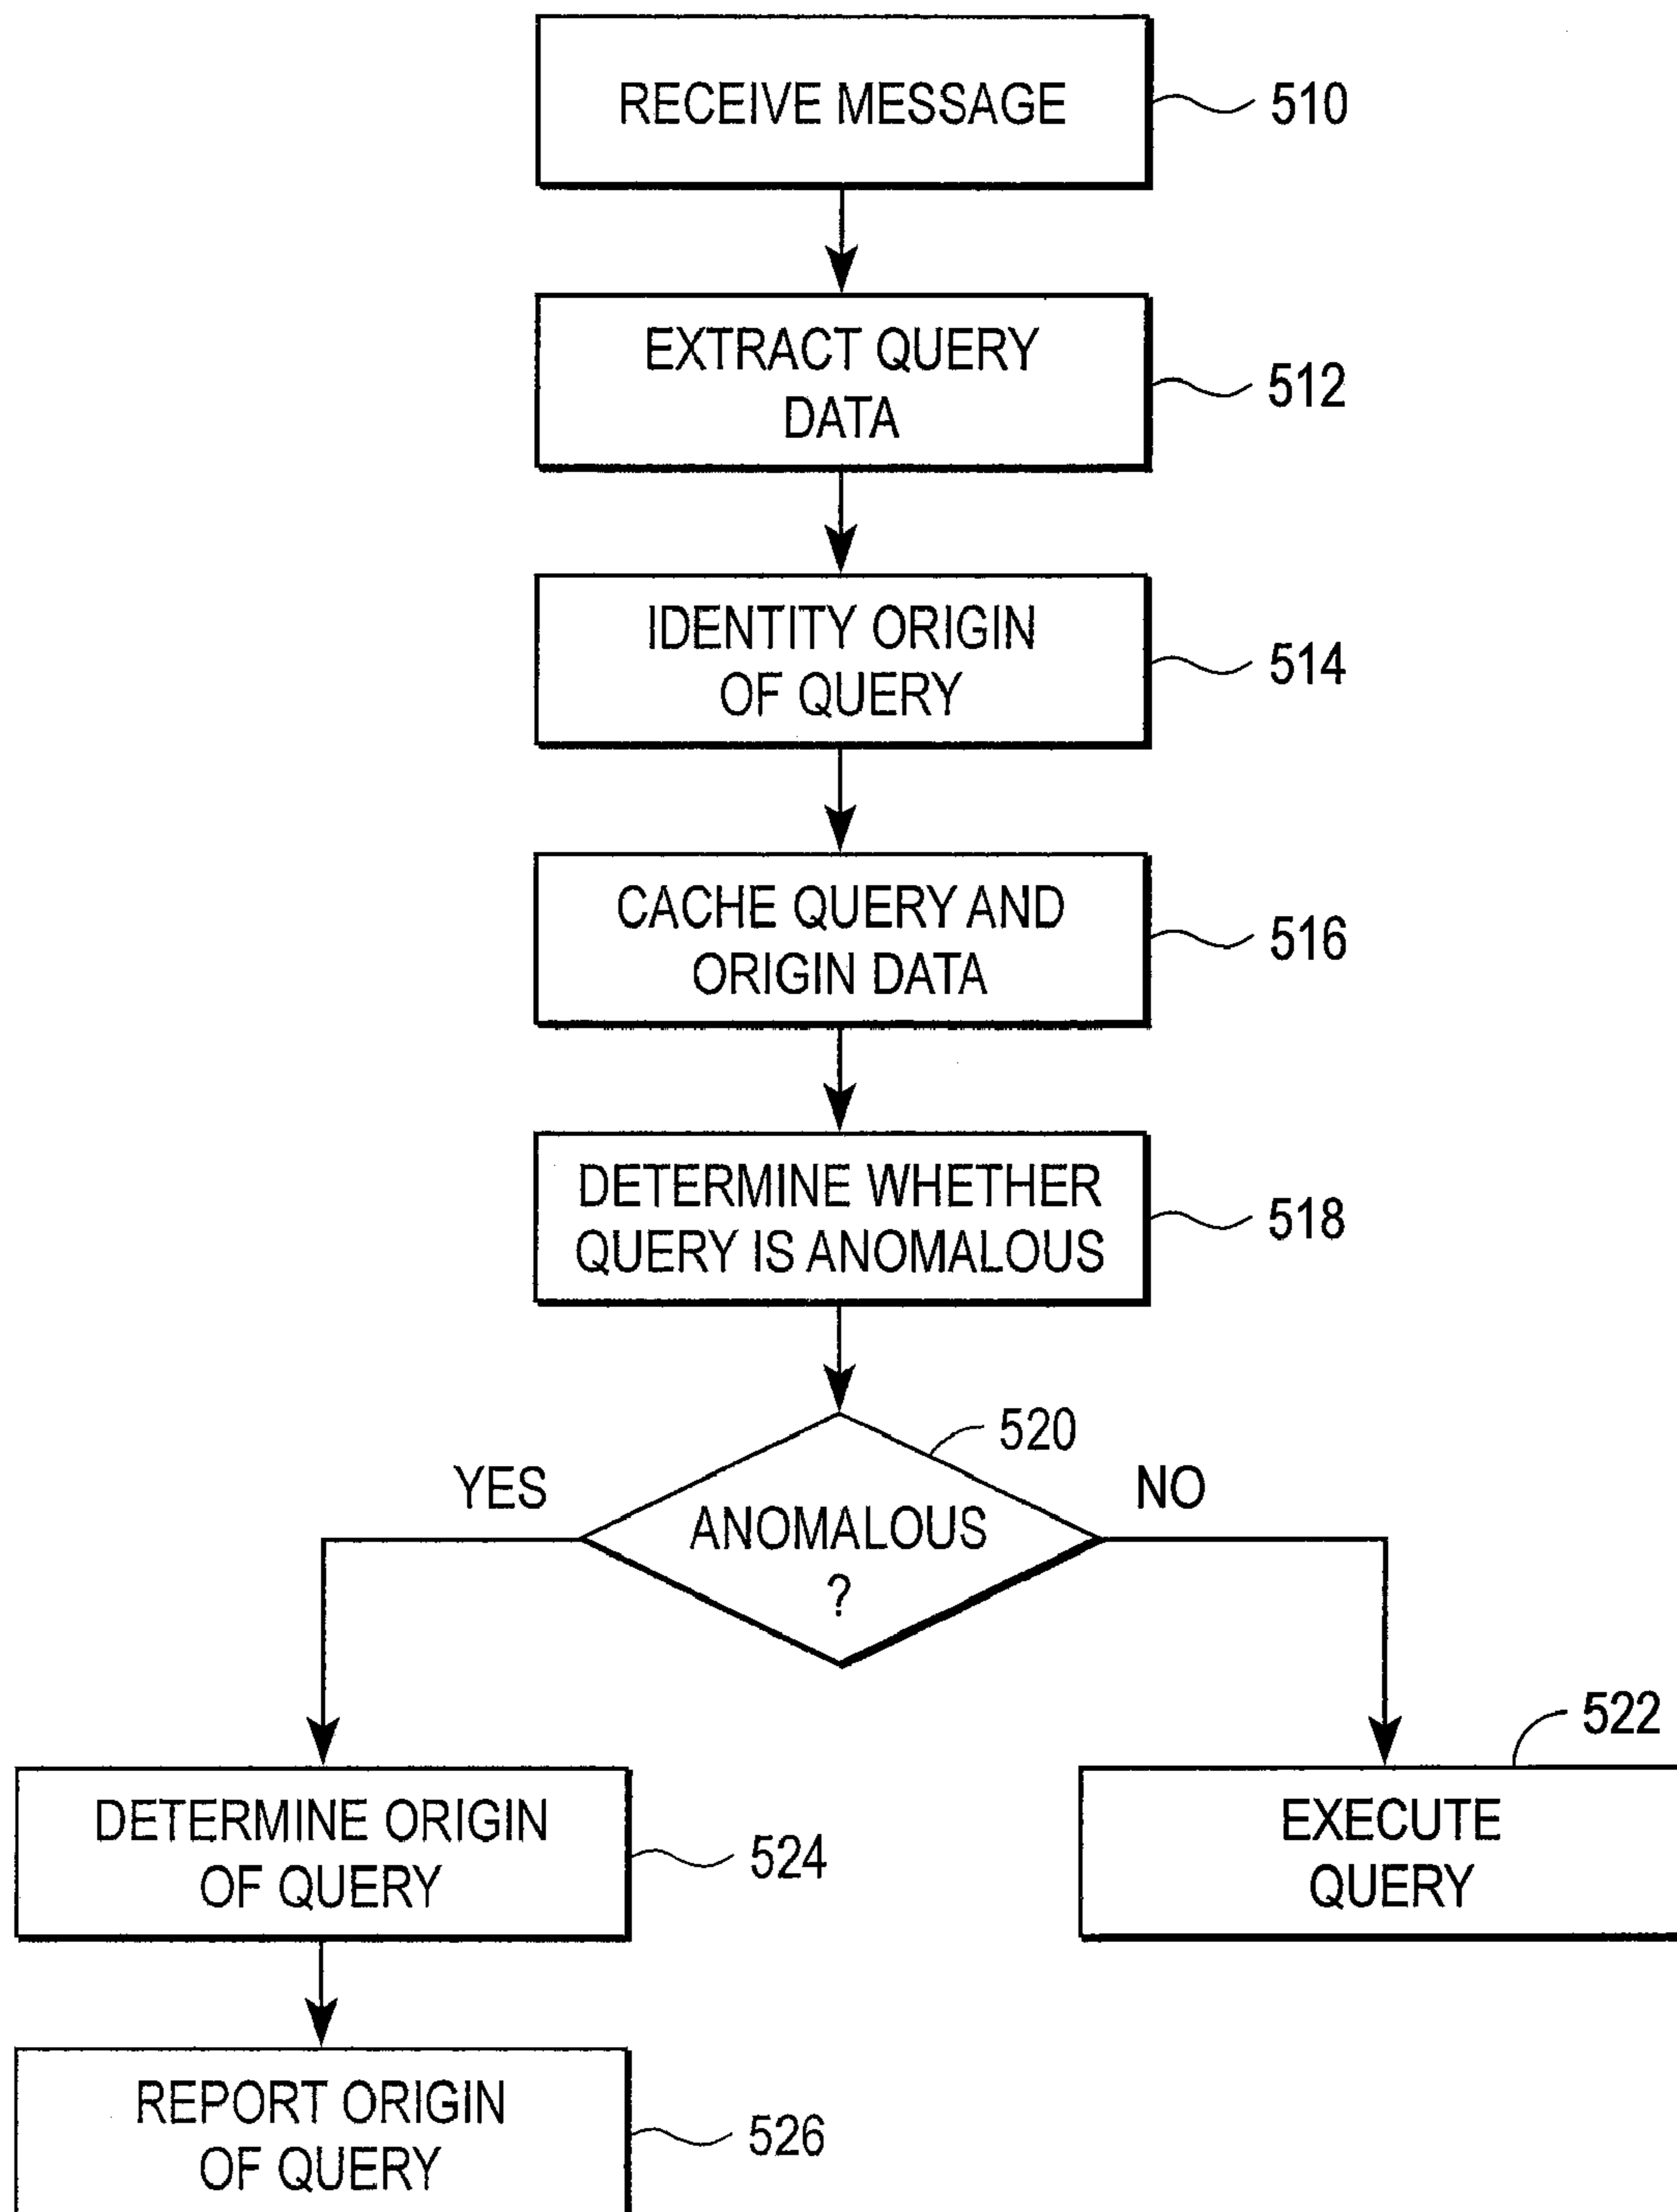 RECEIVE MESSAGE
510
EXTRACT QUERY
DATA
512
IDENTITY ORIGIN
OF QUERY
514
CACHE QUERY AND
ORIGIN DATA
516
DETERMINE WHETHER
QUERY IS ANOMALOUS
518
520
YES
NO
ANOMALOUS
?
522
DETERMINE ORIGIN
OF QUERY
524
EXECUTE
QUERY
REPORT ORIGIN
OF QUERY
526